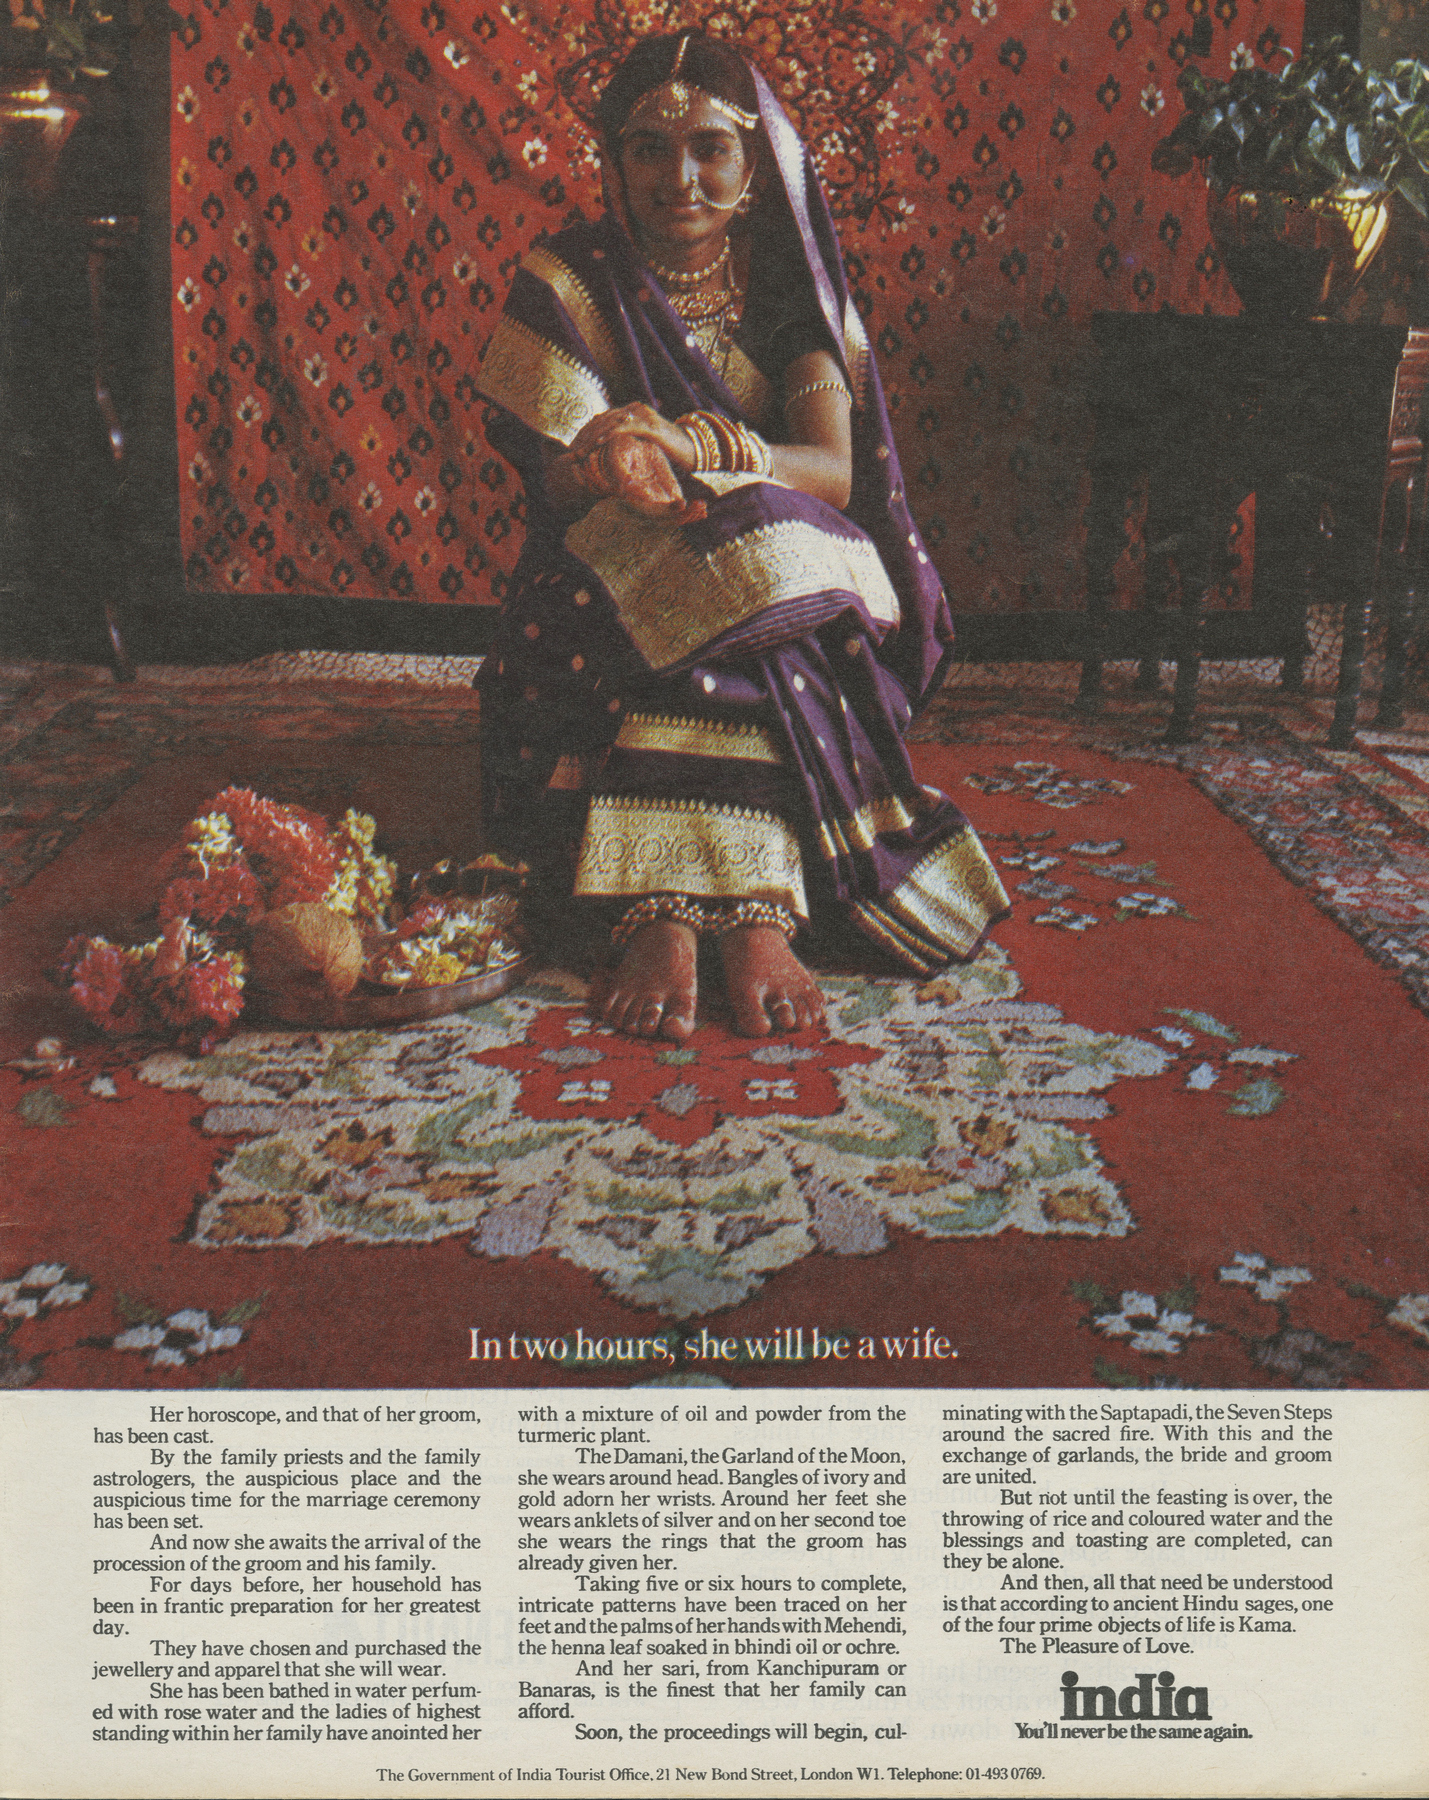 In two hours, she will be a wife.
Her horoscope, and that of her groom,
has been cast.
By the family priests and the family
astrologers, the auspicious place and the
auspicious time for the marriage ceremony
has been set.
And now she awaits the arrival of the
procession of the groom and his family.
For days before, her household has
been in frantic preparation for her greatest
day.
They have chosen and purchased the
jewellery and apparel that she will wear.
She has been bathed in water perfum-
ed with rose water and the ladies of highest
standing within her family have anointed her
with a mixture of oil and powder from the
turmeric plant.
The Damani, the Garland of the Moon,
she wears around head. Bangles of ivory and
gold adorn her wrists. Around her feet she
wears anklets of silver and on her second toe
she wears the rings that the groom has
already given her.
Taking five or six hours to complete,
intricate patterns have been traced on her
feet and the palms of her hands with Mehendi,
the henna leaf soaked in bhindi oil or ochre.
And her sari, from Kanchipuram or
Banaras, is the finest that her family can
afford.
Soon, the proceedings will begin, cul-
minating with the Saptapadi, the Seven Steps
around the sacred fire. With this and the
exchange of garlands, the bride and groom
are united.
But not until the feasting is over, the
throwing of rice and coloured water and the
blessings and toasting are completed, can
they be alone.
And then, all that need be understood
is that according to ancient Hindu sages, one
of the four prime objects of life is Kama.
The Pleasure of Love.
india
You'll never be the same again.
The Government of India Tourist Office, 21 New Bond Street, London W1. Telephone: 01-493 0769.